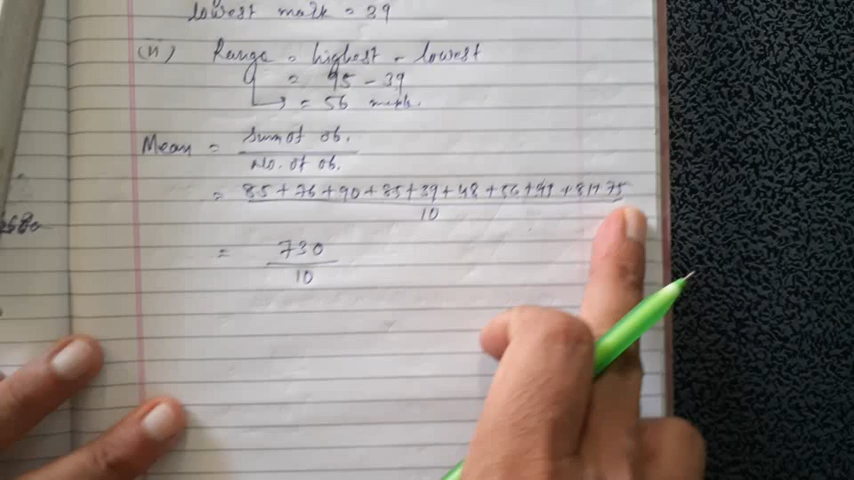 lowest mark = 39
(ii) Range = highest - lowest
= 95 - 39
= 56 mark.
Mean = Sum of ob.
No. of ob.
= 85 + 76 + 90 + 85 + 39 + 48 + 56 + 95 + 81 + 75
10
= 730
10